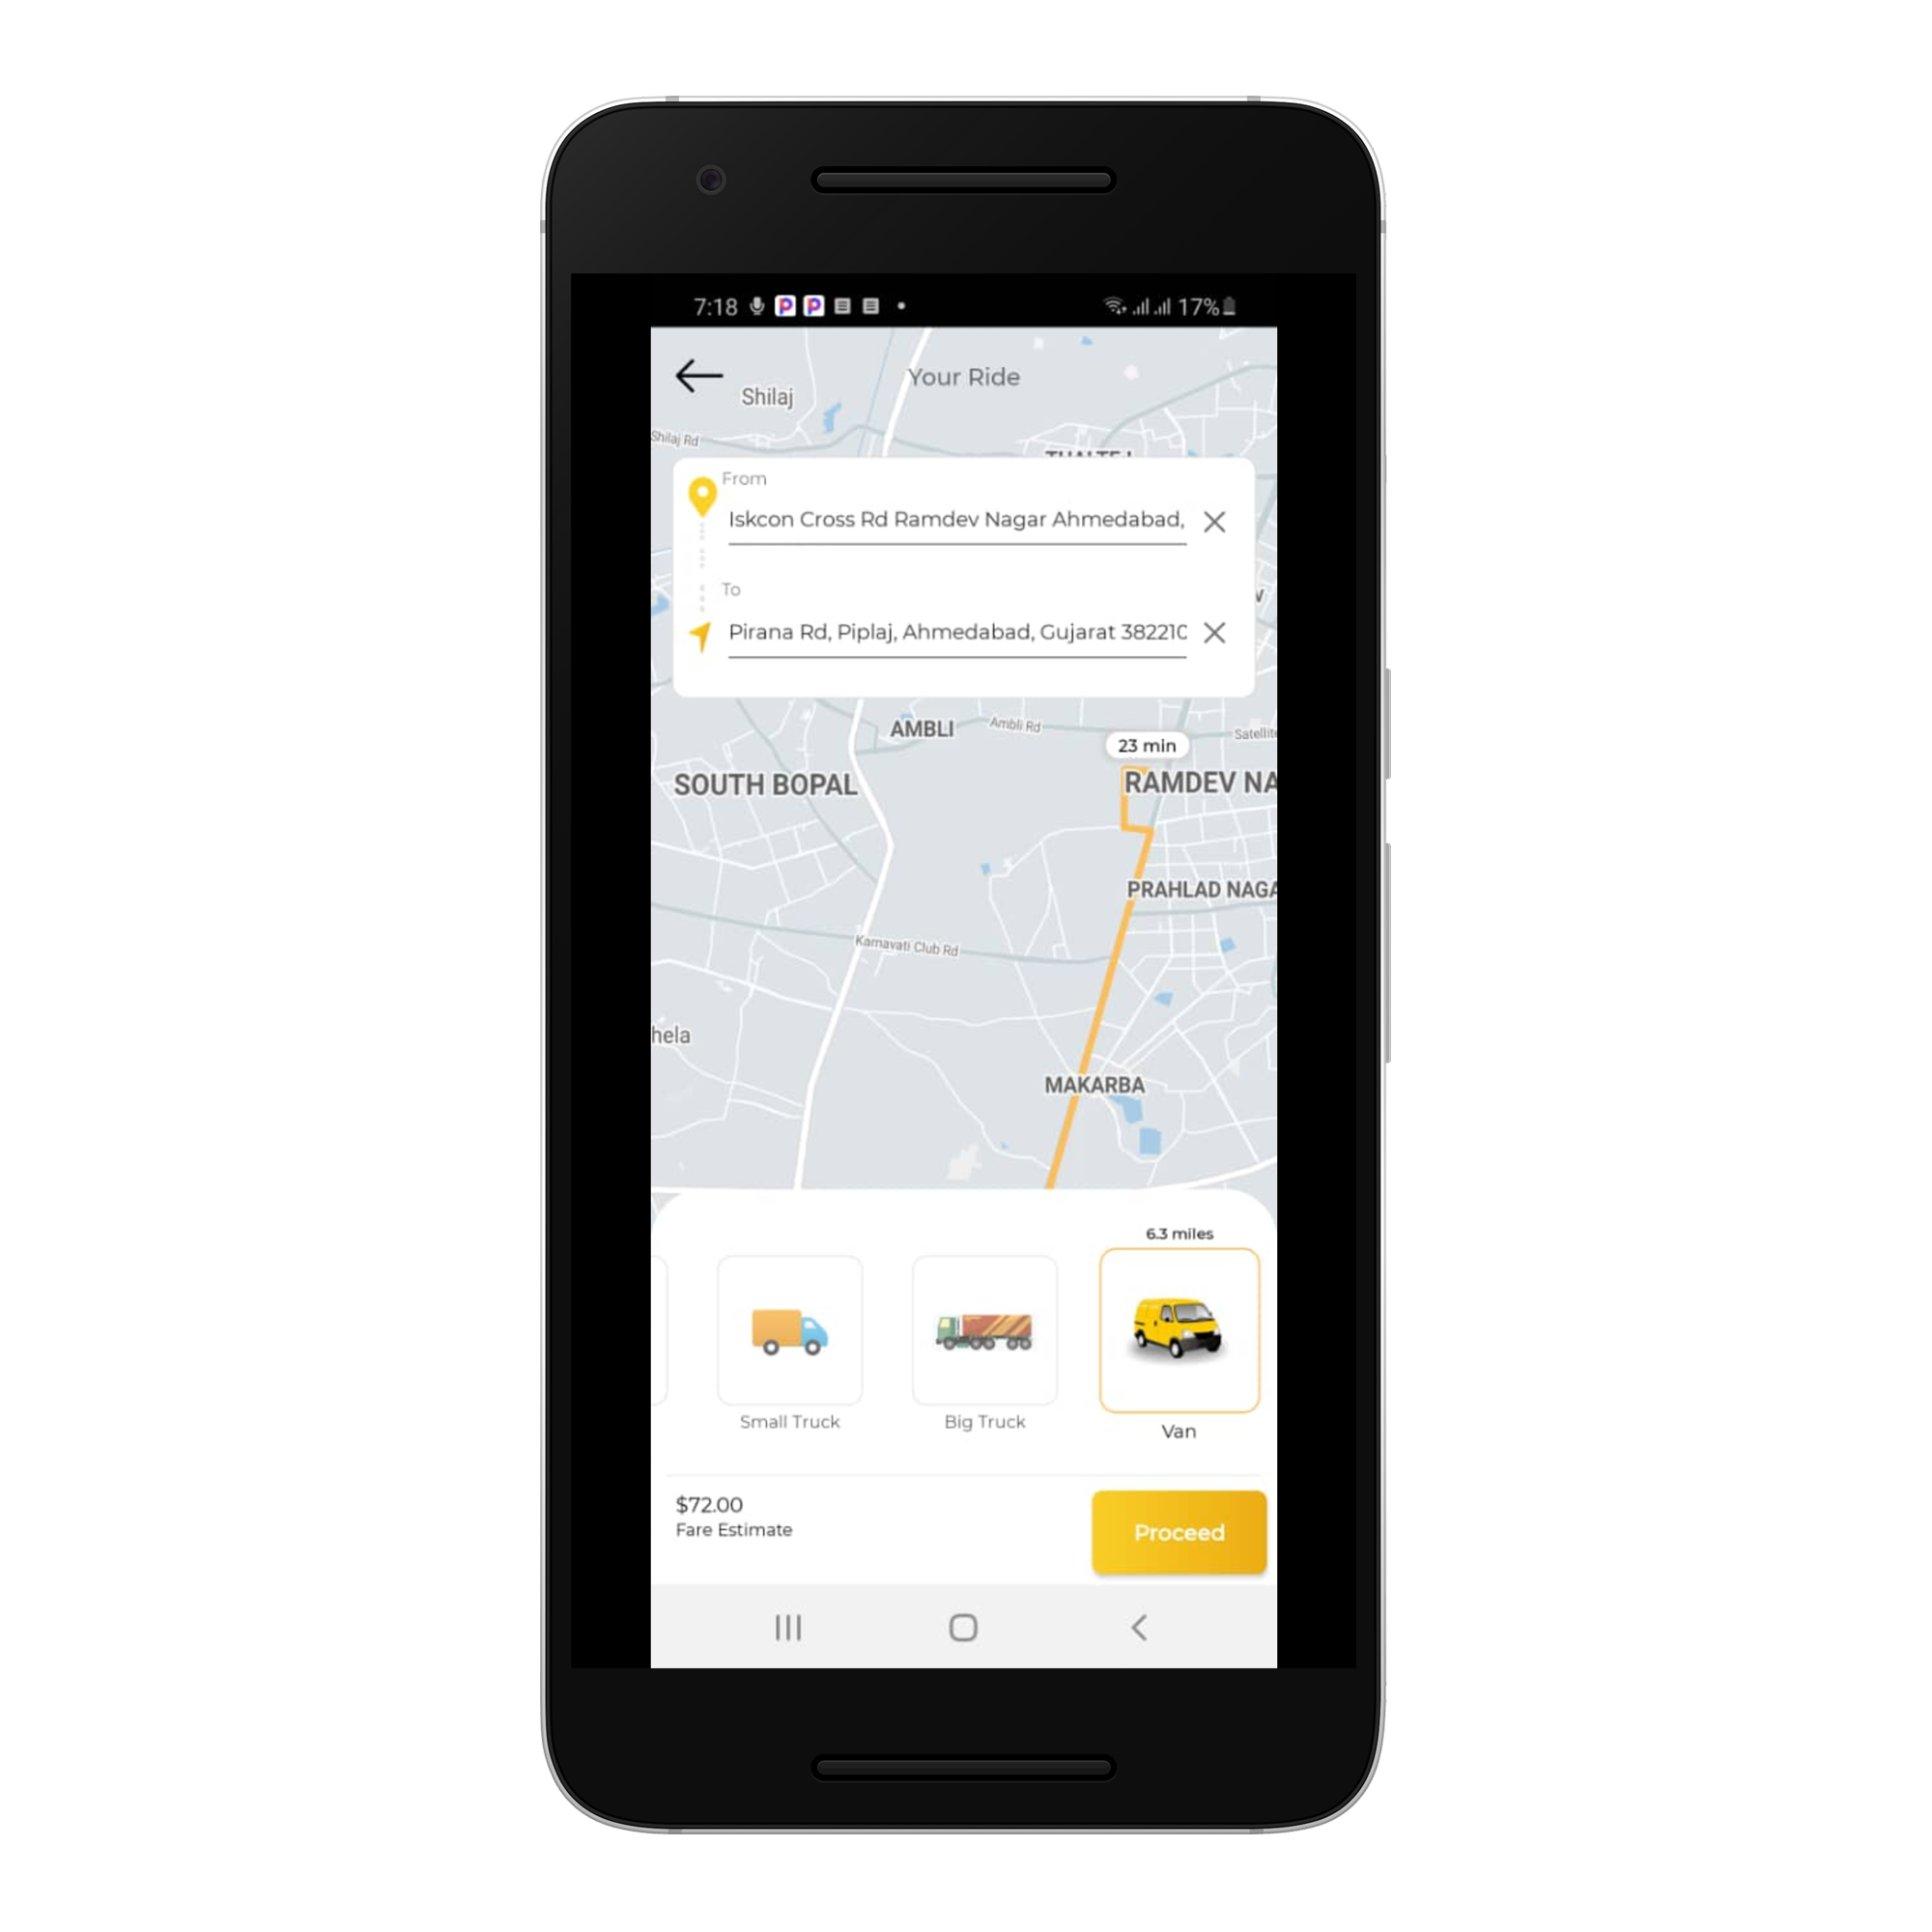 7:18 17%
Your Ride
Shilaj
Shilaj Rd
From
Iskcon Cross Rd Ramdev Nagar Ahmedabad,
To
Pirana Rd, Piplaj, Ahmedabad, Gujarat 382210
AMBLI
Ambli Rd
Satellite
23 min
SOUTH BOPAL
RAMDEV NA
PRAHLAD NAGA
Karnavati Club Rd
hela
MAKARBA
6.3 miles
Small Truck
Big Truck
Van
$72.00
Fare Estimate
Proceed